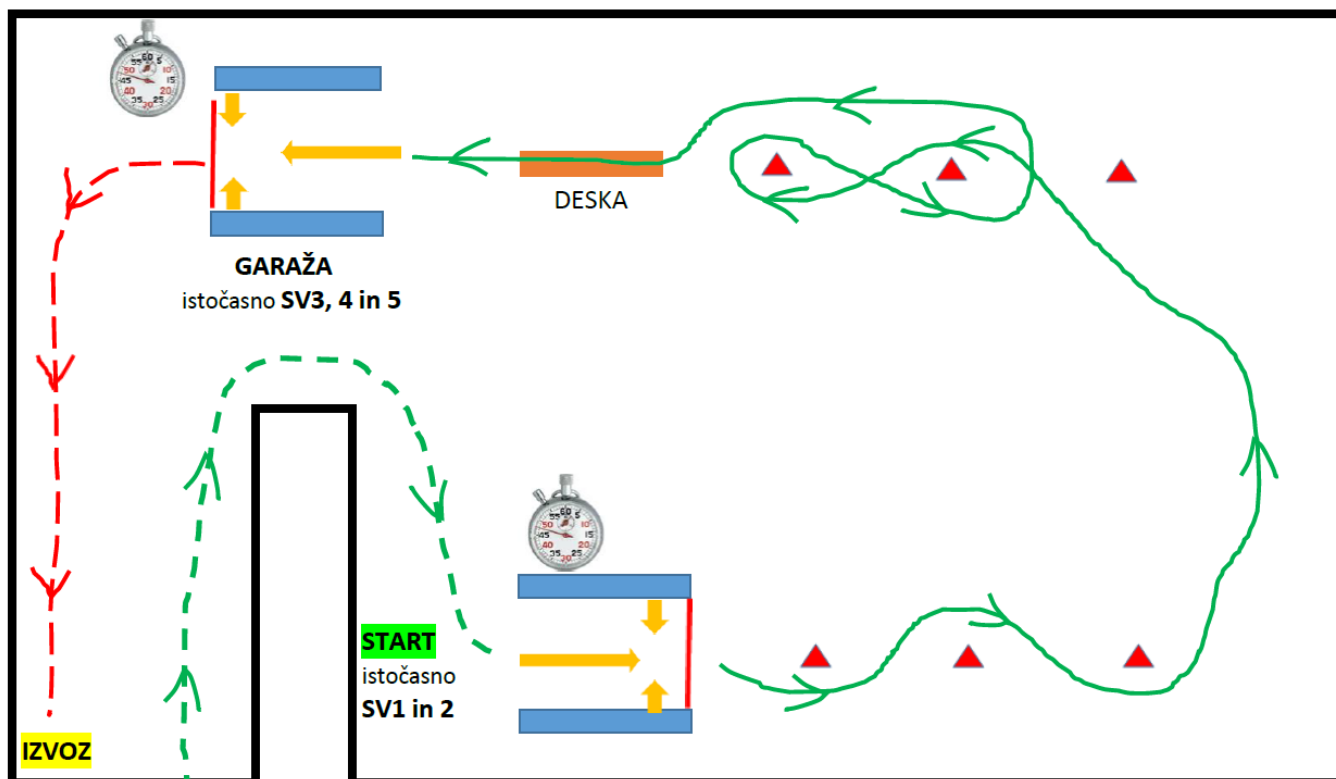 DESKA
GARAŽA
istočasno SV3, 4 in 5
START
istočasno
SV1 in 2
IZVOZ